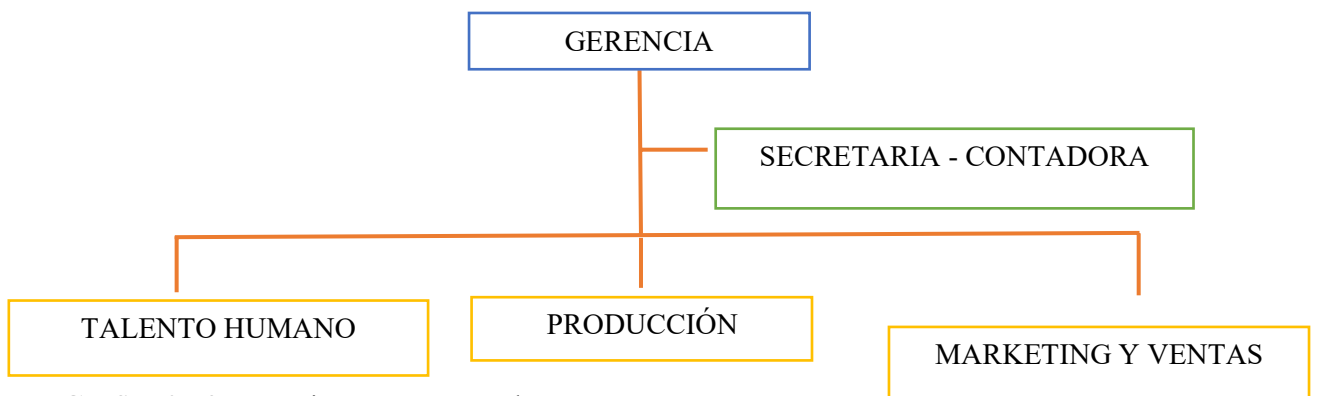 GERENCIA
SECRETARIA - CONTADORA
TALENTO HUMANO
PRODUCCIÓN
MARKETING Y VENTAS